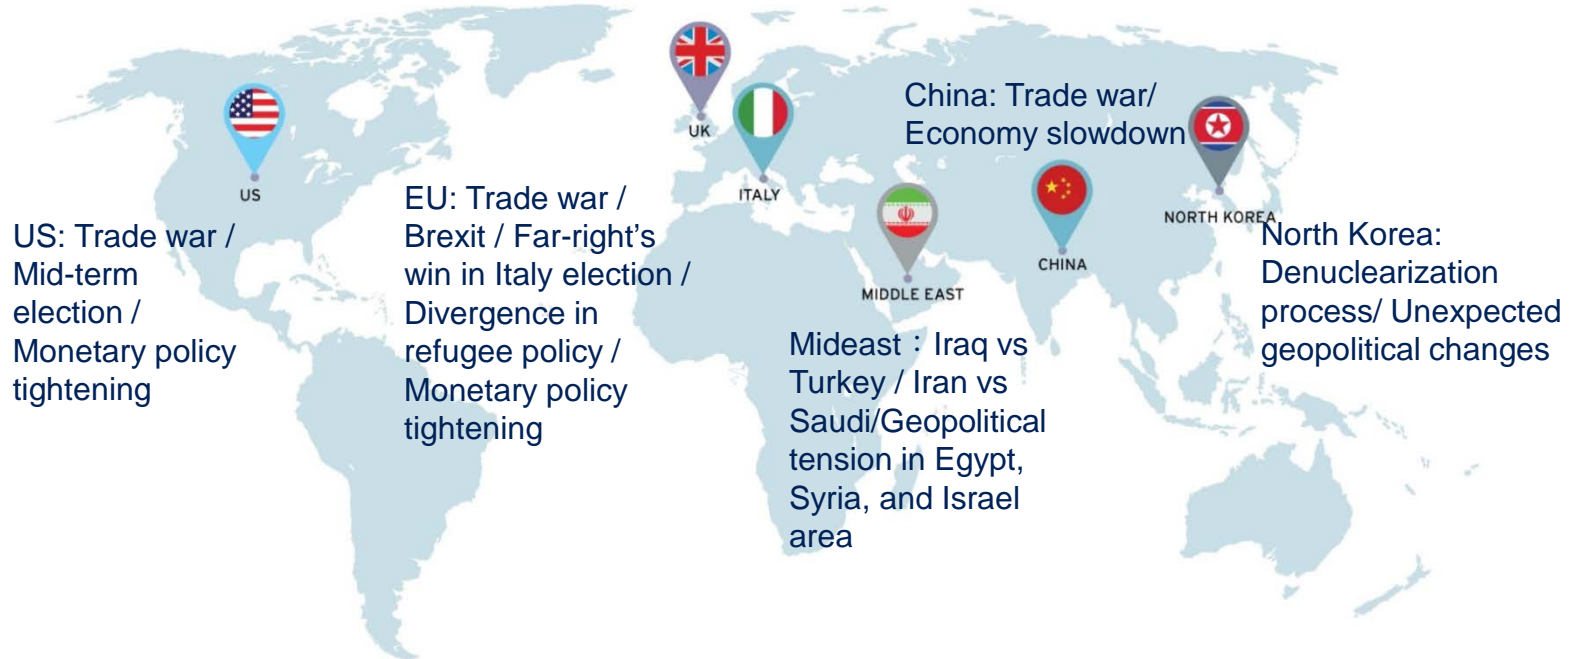 UK
US
ITALY
MIDDLE EAST
CHINA
NORTH KOREA
US: Trade war /
Mid-term
election /
Monetary policy
tightening
EU: Trade war /
Brexit / Far-right's
win in Italy election /
Divergence in
refugee policy /
Monetary policy
tightening
Mideast：Iraq vs
Turkey / Iran vs
Saudi/Geopolitical
tension in Egypt,
Syria, and Israel
area
China: Trade war/
Economy slowdown
North Korea:
Denuclearization
process/ Unexpected
geopolitical changes